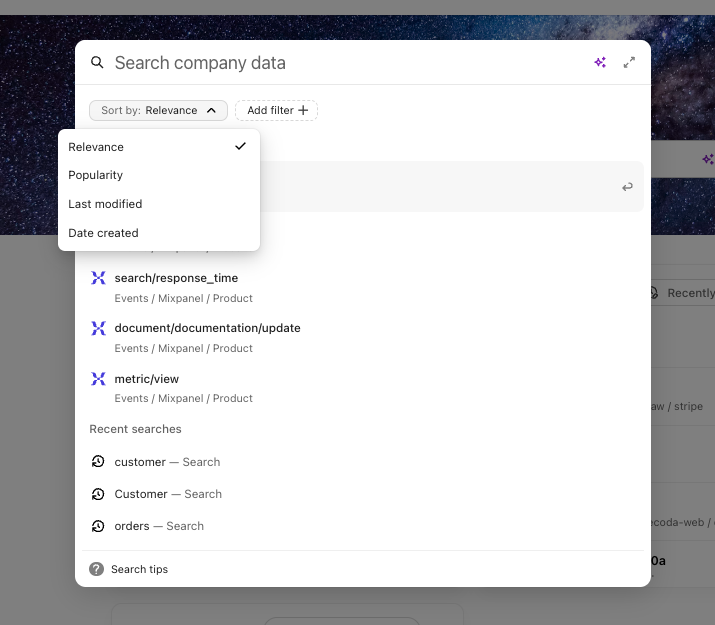 Search company data
Sort by: Relevance
Add filter
Relevance
Popularity
Last modified
Date created
search/response_time
Events / Mixpanel / Product
document/documentation/update
Events / Mixpanel / Product
metric/view
Events / Mixpanel / Product
Recent searches
customer — Search
Customer — Search
orders — Search
Search tips
Recently
aw / stripe
ecoda-web /
0a